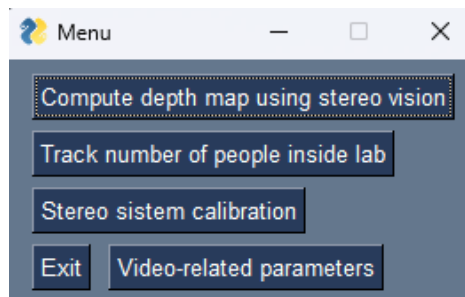 Menu
Compute depth map using stereo vision
Track number of people inside lab
Stereo sistem calibration
Exit Video-related parameters